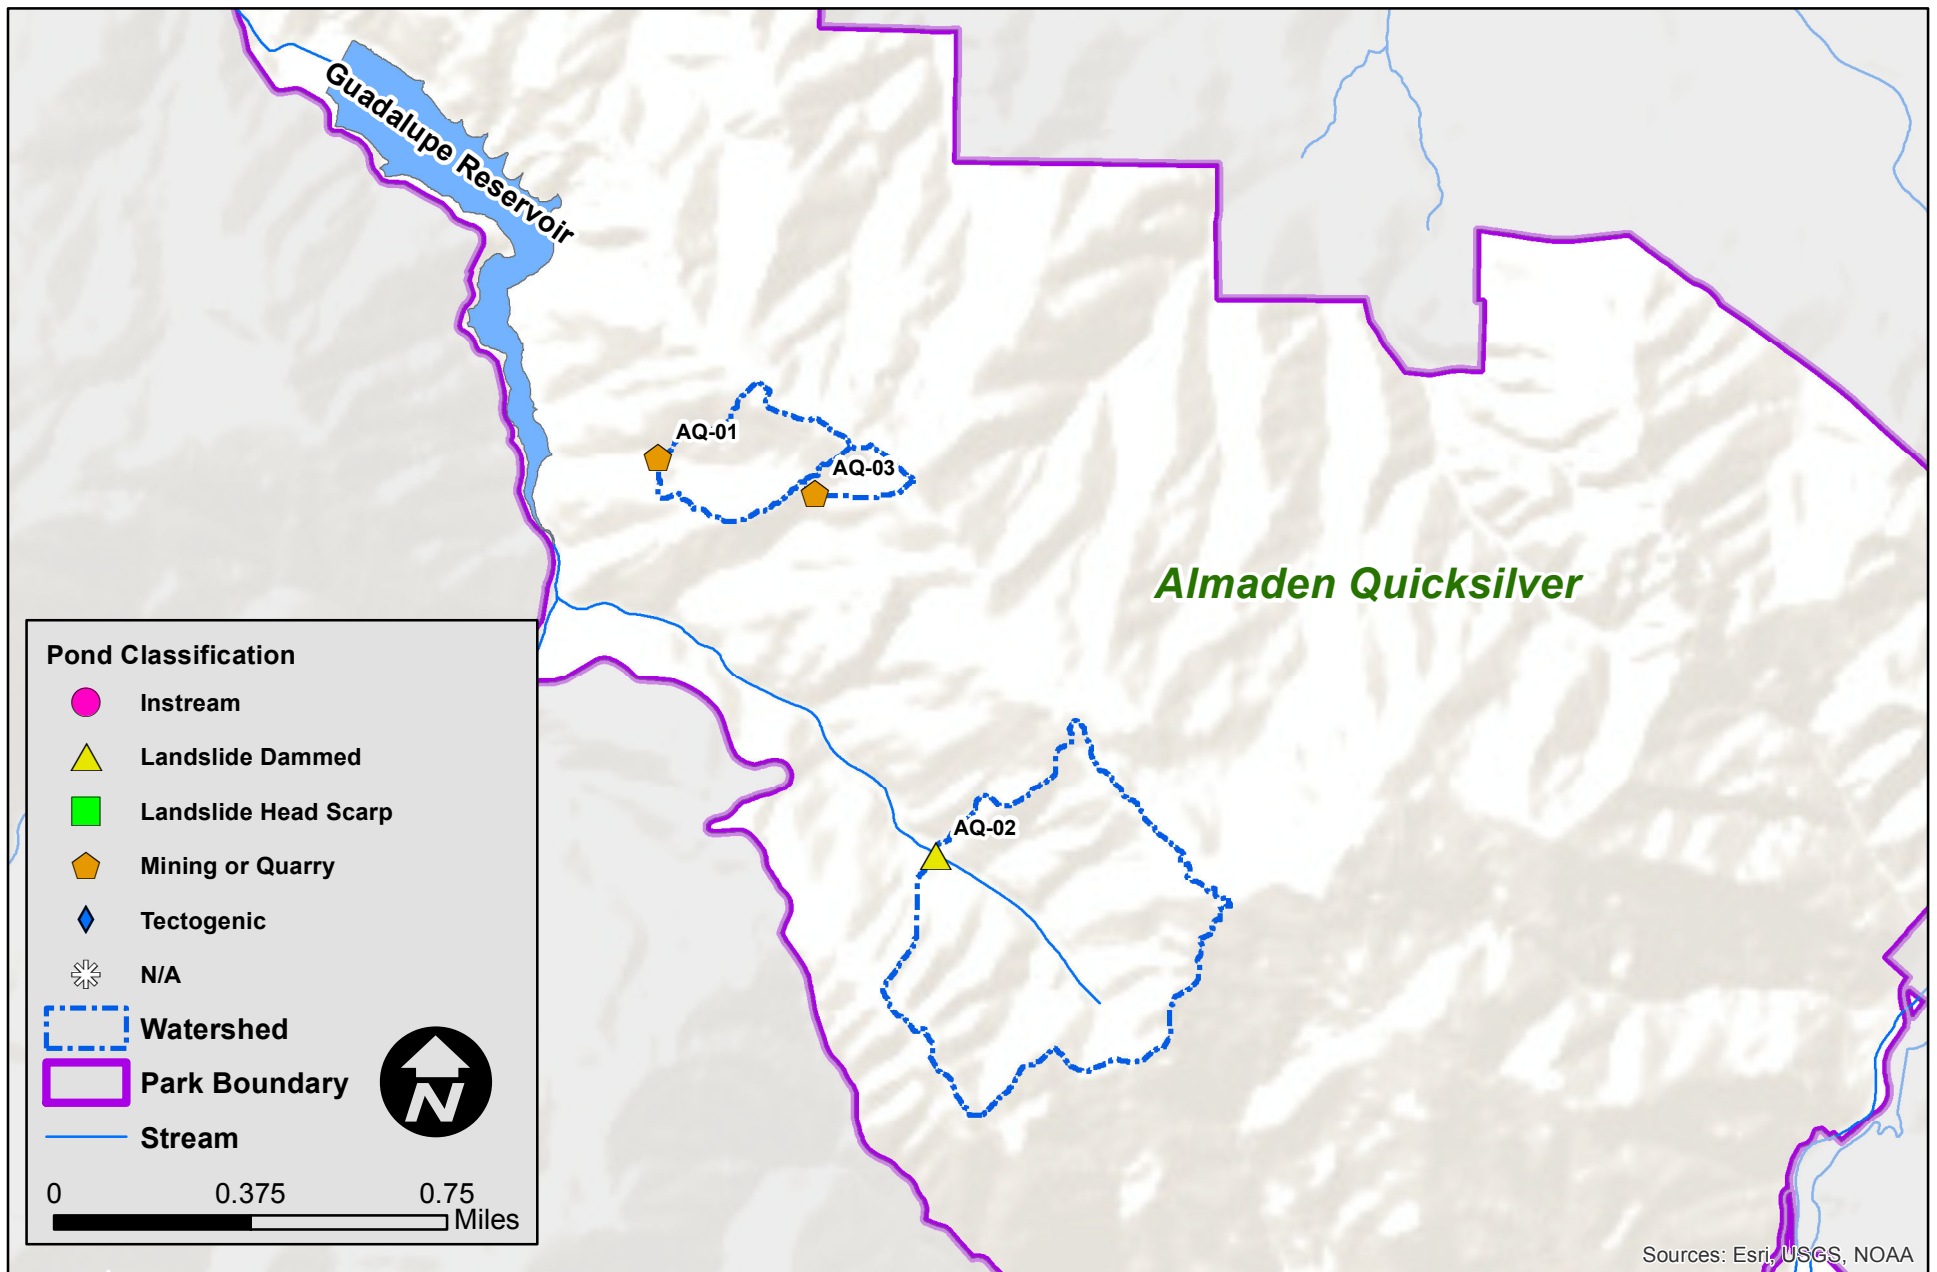 Guadalupe Reservoir
AQ-01
AQ-03
Almaden Quicksilver
AQ-02
Pond Classification
Instream
Landslide Dammed
Landslide Head Scarp
Mining or Quarry
Tectogenic
N/A
Watershed
Park Boundary
Stream
N
0 0.375 0.75
Miles
Sources: Esri, USGS, NOAA